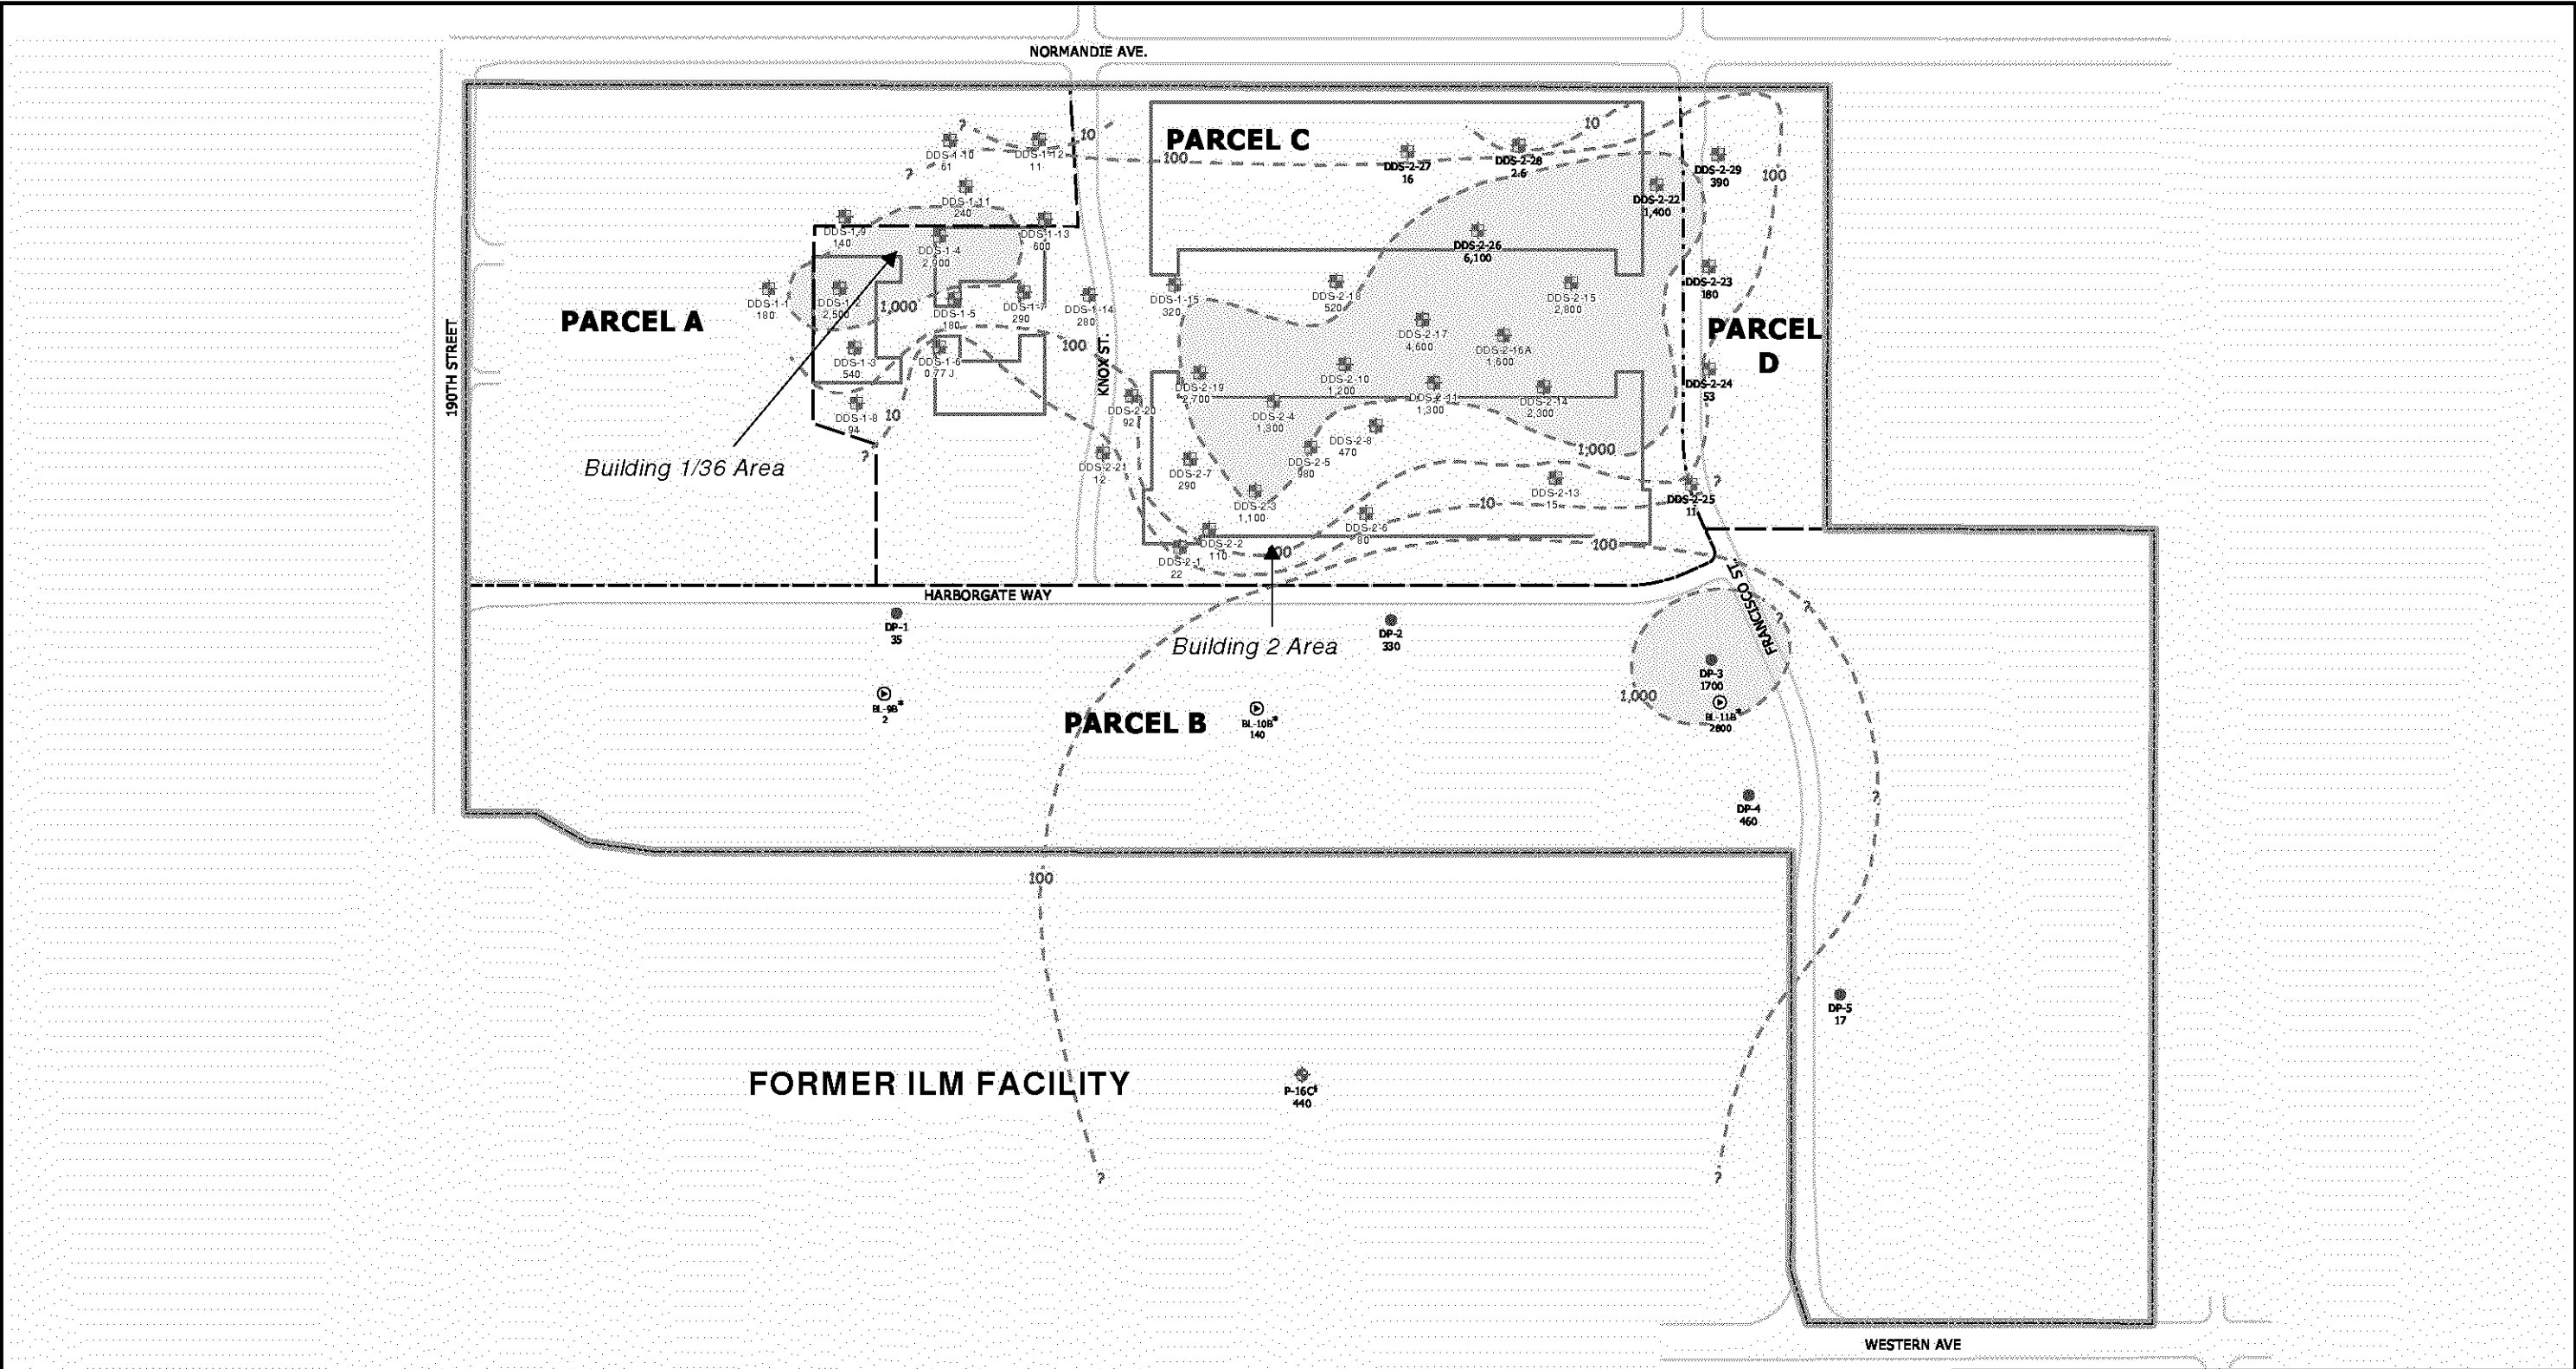 NORMANDIE AVE.
?
10
10
PARCEL C
DDS-1-10
61
DDS-1-12
11
100
DDS-2-27
16
DDS-2-28
2.6
DDS-2-29
390
100
?
DDS-1-11
240
DDS-2-22
1,400
DDS-1-9
140
DDS-1-13
600
DDS-1-4
2,900
DDS-2-26
6,100
DDS-2-23
180
DDS-1-1
180
DDS-1-2
2,500
1,000
DDS-1-5
180
DDS-1-7
290
DDS-1-14
280
DDS-1-15
320
DDS-2-18
520
DDS-2-15
2,800
PARCEL A
DDS-2-17
4,600
DDS-2-16A
1,600
PARCEL
D
190TH STREET
DDS-1-3
540
DDS-1-6
0.77 J
100
KNOX ST.
DDS-2-19
2,700
DDS-2-10
1,200
DDS-2-11
1,300
DDS-2-14
2,300
DDS-2-24
53
DDS-1-8
94
10
DDS-2-20
92
DDS-2-4
1,300
DDS-2-8
470
1,000
?
Building 1/36 Area
DDS-2-21
12
DDS-2-7
290
DDS-2-5
980
DDS-2-13
15
?
DDS-2-25
11
DDS-2-3
1,100
10
DDS-2-6
80
DDS-2-2
110
100
DDS-2-1
22
FRANCISCO ST.
HARBORGATE WAY
?
?
DP-1
35
DP-2
330
Building 2 Area
DP-3
1700
1,000
BL-9B*
2
BL-10B*
140
BL-11B*
2800
PARCEL B
?
DP-4
460
100
DP-5
17
FORMER ILM FACILITY
P-16C
440
?
?
WESTERN AVE